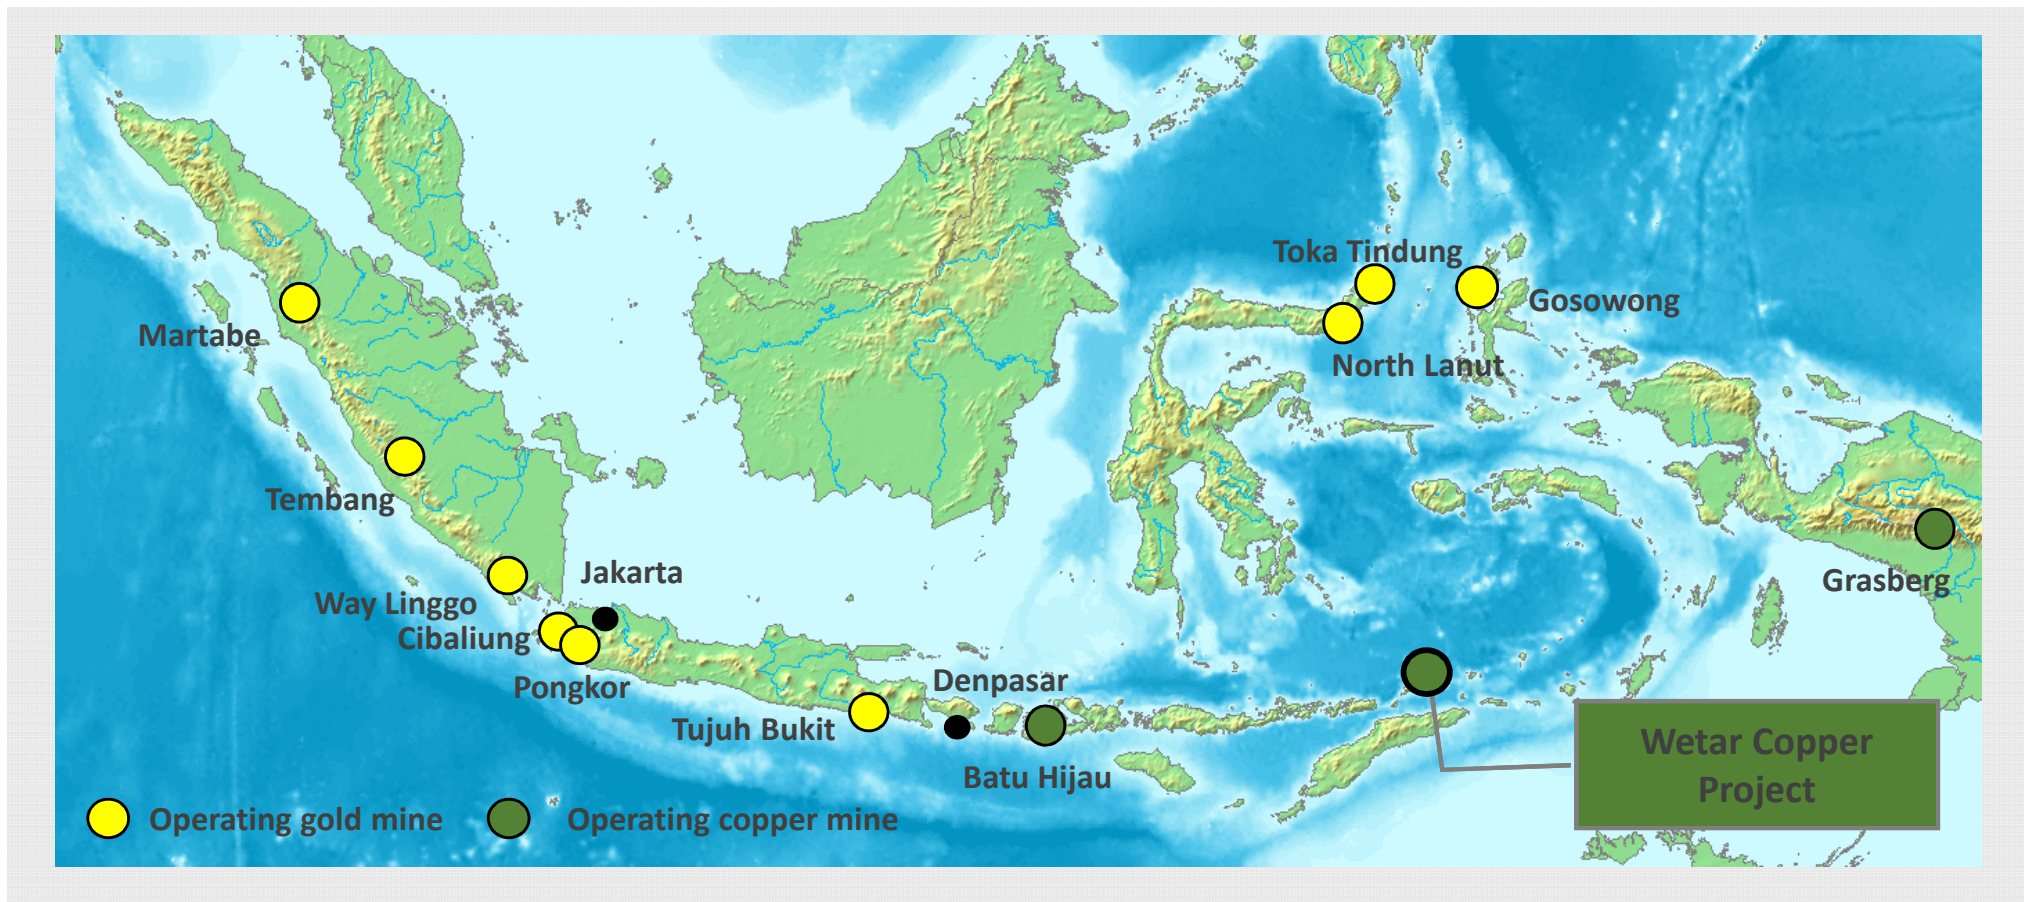 Toka Tindung
Gosowong
Martabe
North Lanut
Tembang
Jakarta
Grasberg
Way Linggo
Cibaliung
Pongkor
Denpasar
Tujuh Bukit
Batu Hijau
Wetar Copper
Project
Operating gold mine
Operating copper mine